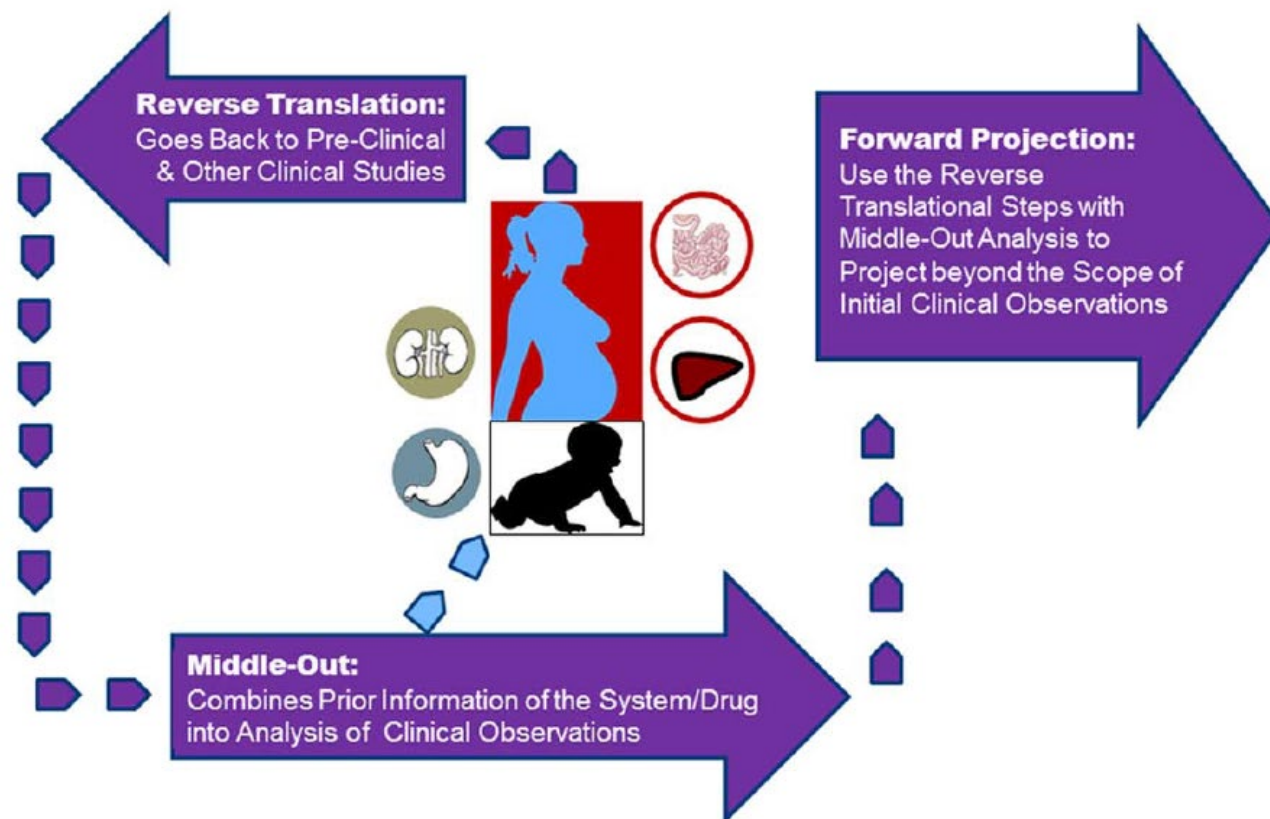 Reverse Translation:
Goes Back to Pre-Clinical
& Other Clinical Studies
Forward Projection:
Use the Reverse
Translational Steps with
Middle-Out Analysis to
Project beyond the Scope of
Initial Clinical Observations
Middle-Out:
Combines Prior Information of the System/Drug
into Analysis of Clinical Observations